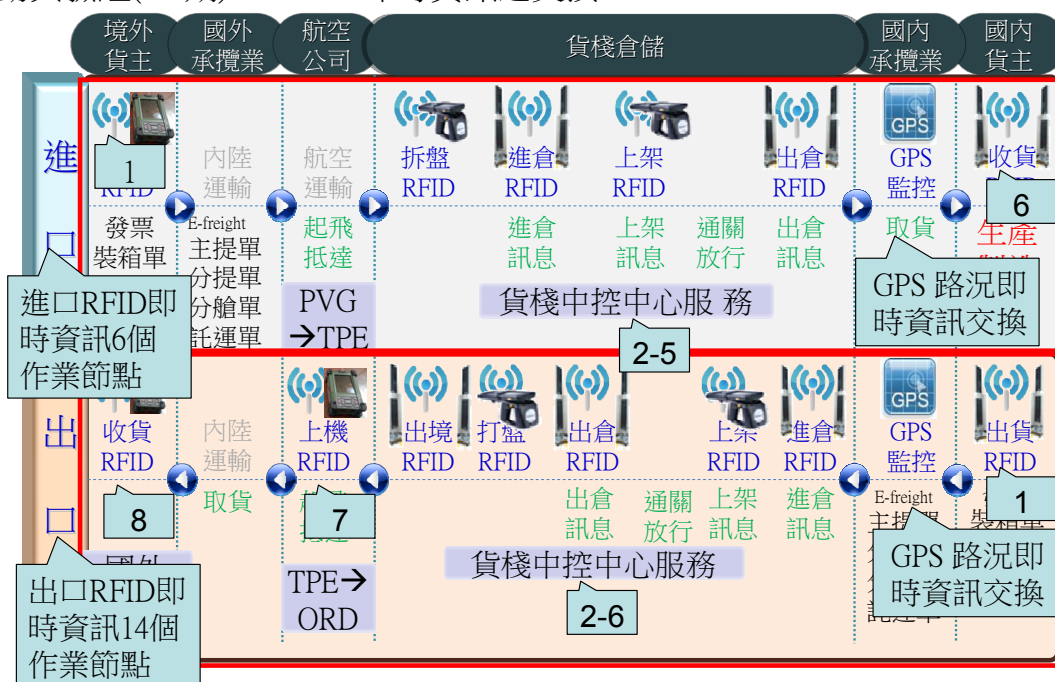 境外
貨主
國外
承攬業
航空
公司
貨棧倉儲
國內
承攬業
國內
貨主
進
口
1
RFID
內陸
運輸
航空
運輸
拆盤
RFID
進倉
RFID
上架
RFID
出倉
RFID
GPS
GPS
監控
收貨
6
發票
裝箱單
E-freight
主提單
分提單
分艙單
託運單
起飛
抵達
進倉
訊息
上架
訊息
通關
放行
出倉
訊息
取貨
生產
PVG
→TPE
貨棧中控中心服 務
2-5
進口RFID即
時資訊6個
作業節點
GPS 路況即
時資訊交換
出
口
收貨
RFID
內陸
運輸
上機
RFID
出境
RFID
打盤
RFID
出倉
RFID
上架
RFID
進倉
RFID
GPS
GPS
監控
出貨
RFID
8
取貨
7
出倉
訊息
通關
放行
上架
訊息
進倉
訊息
E-freight
1
TPE→
ORD
貨棧中控中心服務
2-6
出口RFID即
時資訊14個
作業節點
GPS 路況即
時資訊交換